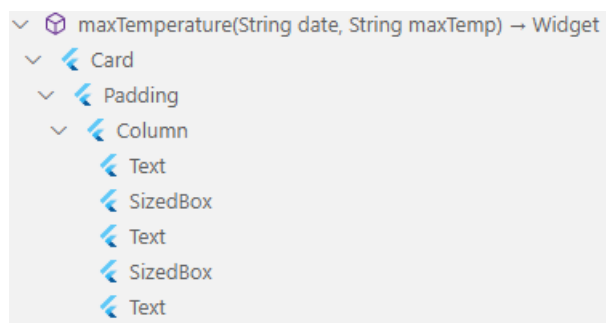 maxTemperature(String date, String maxTemp) → Widget
Card
Padding
Column
Text
SizedBox
Text
SizedBox
Text